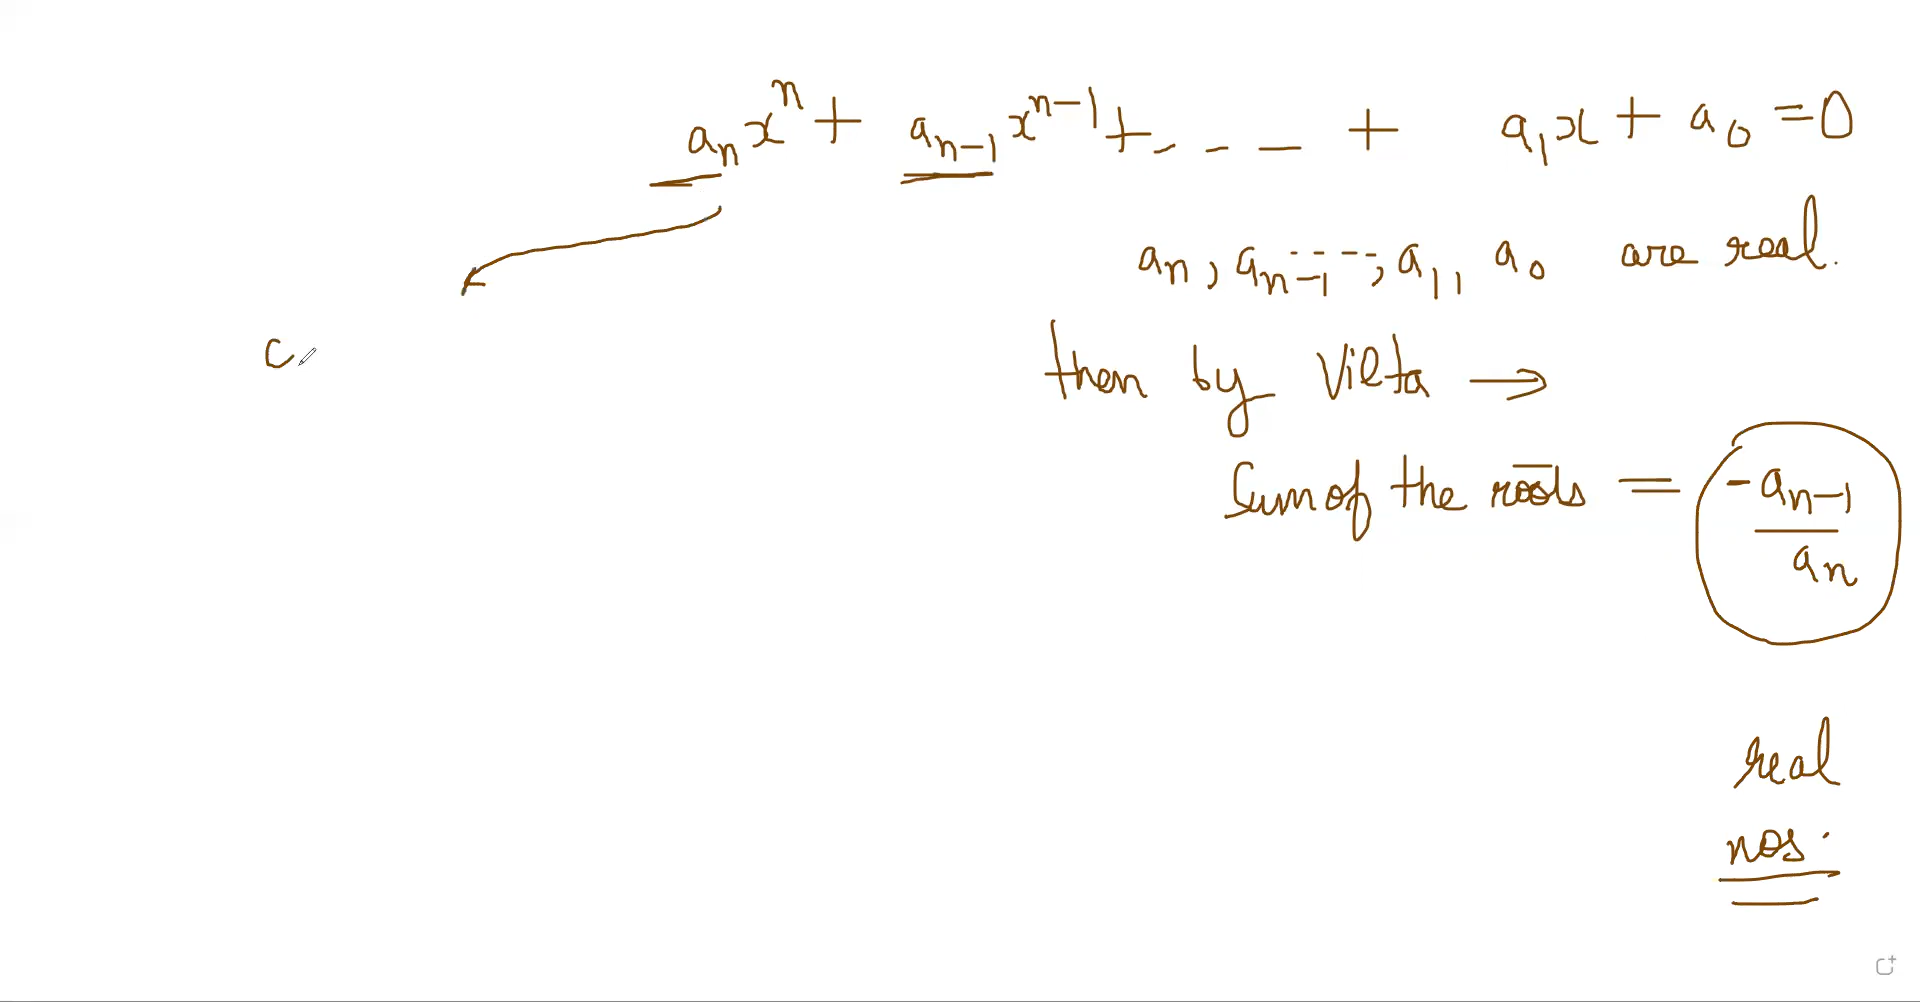 aₙxⁿ + aₙ₋₁xⁿ⁻¹ + - - - + a₁x + a₀ = 0
aₙ, aₙ₋₁ ----, a₁, a₀ are real.
then by Vieta →
Sum of the roots = -aₙ₋₁ / aₙ
c
real
nos.